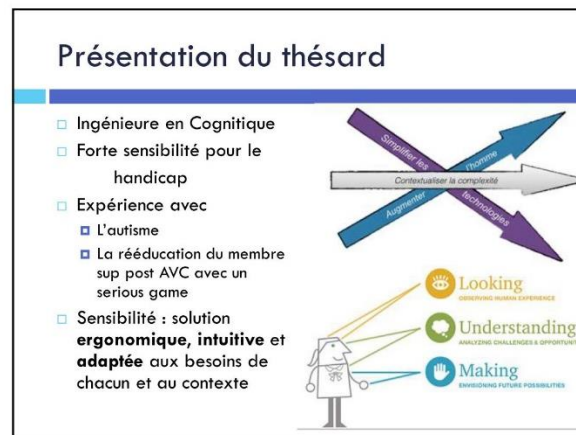 Présentation du thésard
Ingénieure en Cognitique
Forte sensibilité pour le
handicap
Expérience avec
L'autisme
La rééducation du membre
sup post AVC avec un
serious game
Sensibilité : solution
ergonomique, intuitive et
adaptée aux besoins de
chacun et au contexte
Simplifier les technologies
Contextualiser la complexité
Augmenter l'homme
Looking
OBSERVING HUMAN EXPERIENCE
Understanding
ANALYZING CHALLENGES & OPPORTUNIT
Making
ENVISIONING FUTURE POSSIBILITIES